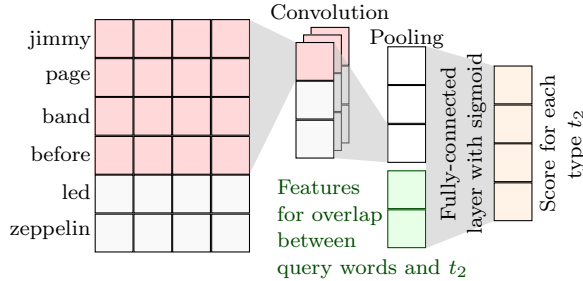 jimmy
page
band
before
led
zeppelin
Convolution
Pooling
Features
for overlap
between
query words and t₂
Fully-connected
layer with sigmoid
Score for each
type t₂